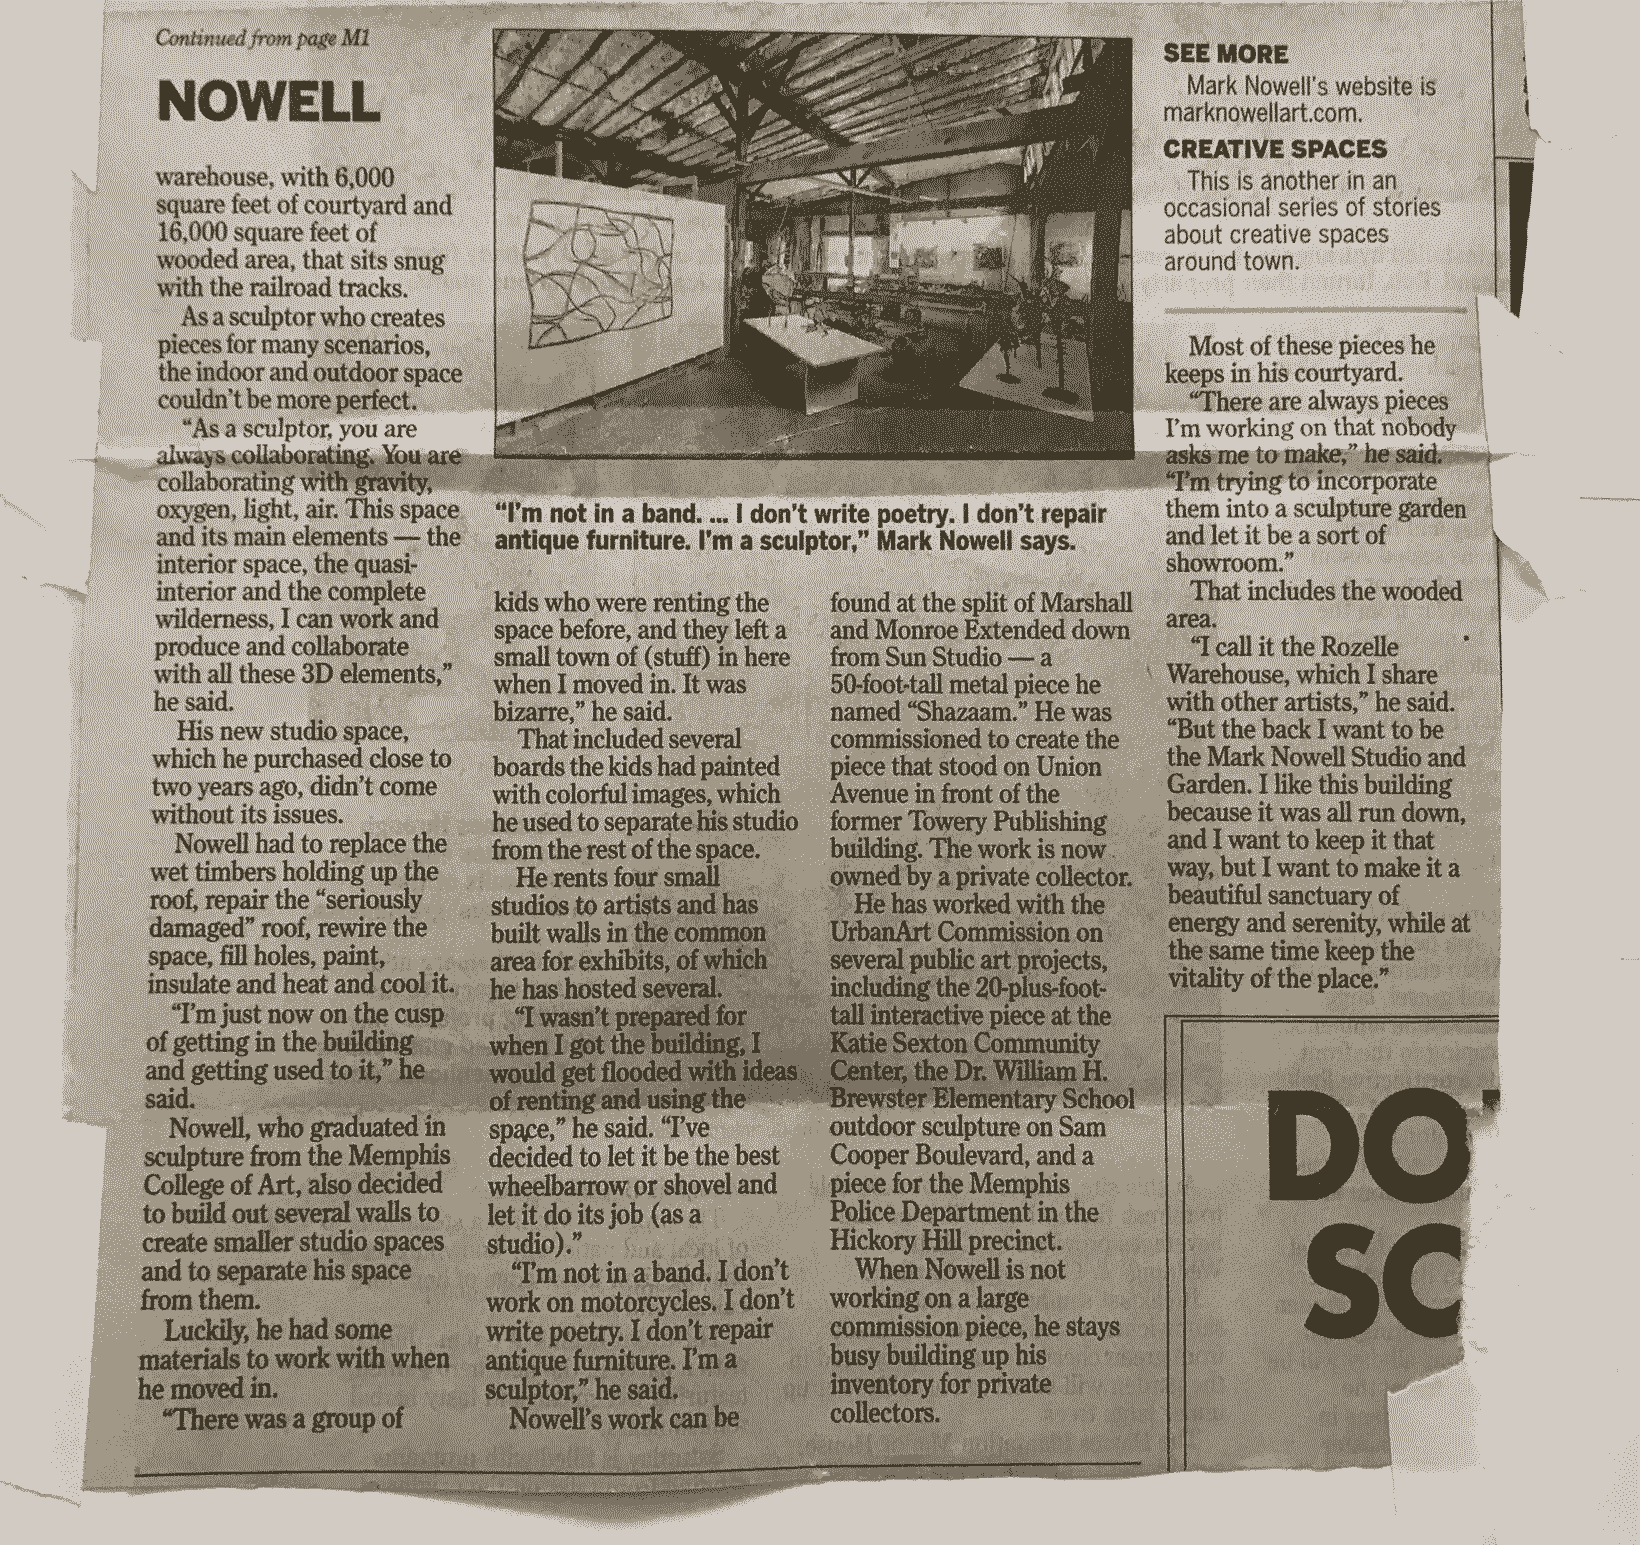 Continued from page M1
NOWELL
warehouse, with 6,000
square feet of courtyard and
16,000 square feet of
wooded area, that sits snug
with the railroad tracks.
As a sculptor who creates
pieces for many scenarios,
the indoor and outdoor space
couldn't be more perfect.
"As a sculptor, you are
always collaborating. You are
collaborating with gravity,
oxygen, light, air. This space
and its main elements — the
interior space, the quasi-
interior and the complete
wilderness, I can work and
produce and collaborate
with all these 3D elements,"
he said.
His new studio space,
which he purchased close to
two years ago, didn't come
without its issues.
Nowell had to replace the
wet timbers holding up the
roof, repair the "seriously
damaged" roof, rewire the
space, fill holes, paint,
insulate and heat and cool it.
"I'm just now on the cusp
of getting in the building
and getting used to it," he
said.
Nowell, who graduated in
sculpture from the Memphis
College of Art, also decided
to build out several walls to
create smaller studio spaces
and to separate his space
from them.
Luckily, he had some
materials to work with when
he moved in.
"There was a group of
"I'm not in a band. ... I don't write poetry. I don't repair
antique furniture. I'm a sculptor," Mark Nowell says.
kids who were renting the
space before, and they left a
small town of (stuff) in here
when I moved in. It was
bizarre," he said.
That included several
boards the kids had painted
with colorful images, which
he used to separate his studio
from the rest of the space.
He rents four small
studios to artists and has
built walls in the common
area for exhibits, of which
he has hosted several.
"I wasn't prepared for
when I got the building, I
would get flooded with ideas
of renting and using the
space," he said. "I've
decided to let it be the best
wheelbarrow or shovel and
let it do its job (as a
studio)."
"I'm not in a band. I don't
work on motorcycles. I don't
write poetry. I don't repair
antique furniture. I'm a
sculptor," he said.
Nowell's work can be
found at the split of Marshall
and Monroe Extended down
from Sun Studio — a
50-foot-tall metal piece he
named "Shazaam." He was
commissioned to create the
piece that stood on Union
Avenue in front of the
former Towery Publishing
building. The work is now
owned by a private collector.
He has worked with the
UrbanArt Commission on
several public art projects,
including the 20-plus-foot-
tall interactive piece at the
Katie Sexton Community
Center, the Dr. William H.
Brewster Elementary School
outdoor sculpture on Sam
Cooper Boulevard, and a
piece for the Memphis
Police Department in the
Hickory Hill precinct.
When Nowell is not
working on a large
commission piece, he stays
busy building up his
inventory for private
collectors.
SEE MORE
Mark Nowell's website is
marknowellart.com.
CREATIVE SPACES
This is another in an
occasional series of stories
about creative spaces
around town.
Most of these pieces he
keeps in his courtyard.
"There are always pieces
I'm working on that nobody
asks me to make," he said.
"I'm trying to incorporate
them into a sculpture garden
and let it be a sort of
showroom."
That includes the wooded
area.
"I call it the Rozelle
Warehouse, which I share
with other artists," he said.
"But the back I want to be
the Mark Nowell Studio and
Garden. I like this building
because it was all run down,
and I want to keep it that
way, but I want to make it a
beautiful sanctuary of
energy and serenity, while at
the same time keep the
vitality of the place."
DO
SC